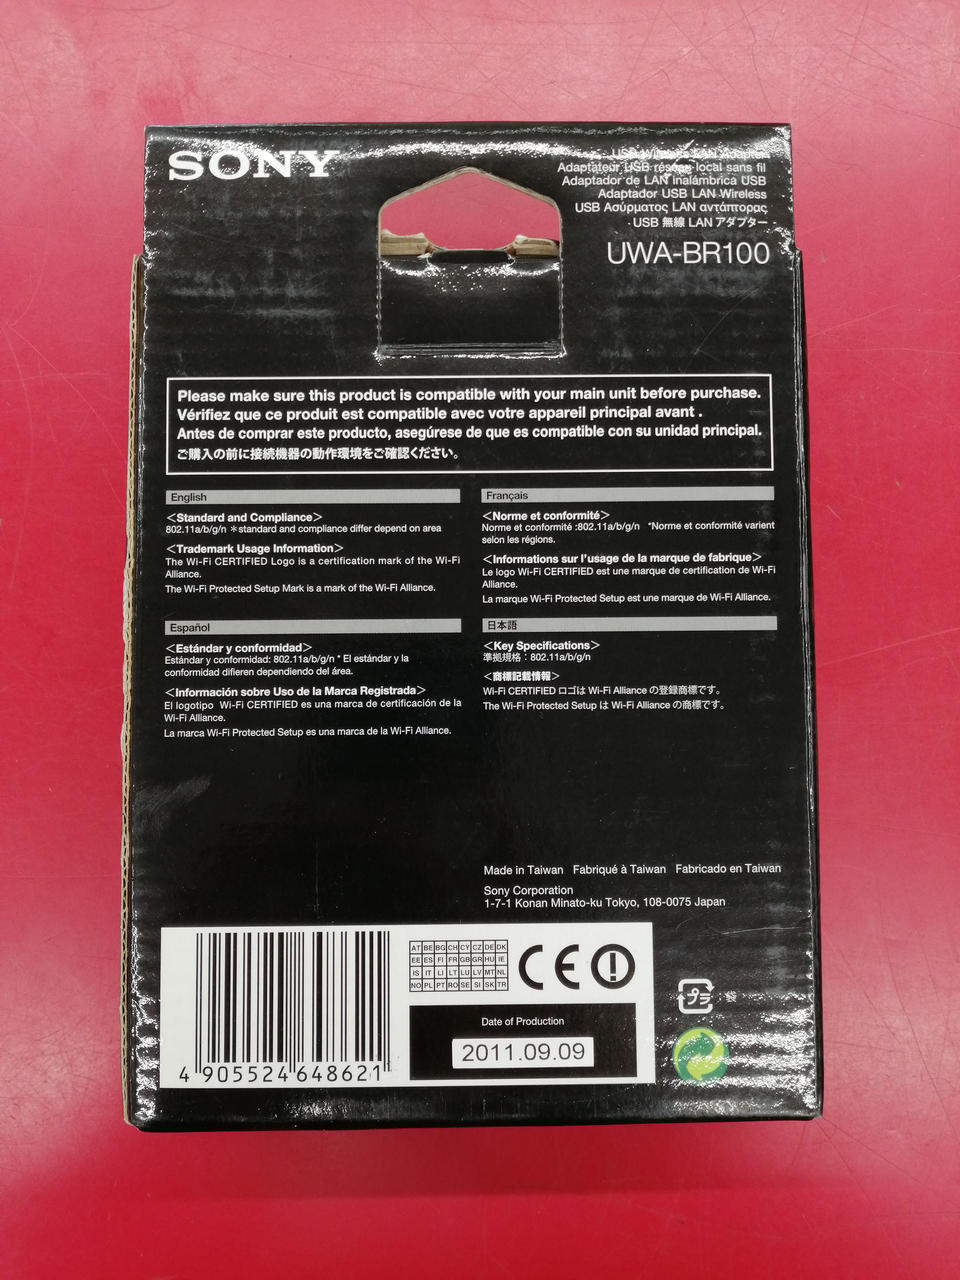 SONY
USB Wireless LAN Adapter
Adaptateur USB réseau local sans fil
Adaptador de LAN inalámbrica USB
Adaptador USB LAN Wireless
USB Ασύρματος LAN αντάπτορας
USB 無線 LAN アダプター
UWA-BR100
Please make sure this product is compatible with your main unit before purchase.
Vérifiez que ce produit est compatible avec votre appareil principal avant .
Antes de comprar este producto, asegúrese de que es compatible con su unidad principal.
ご購入の前に接続機器の動作環境をご確認ください。
English
<Standard and Compliance>
802.11a/b/g/n *standard and compliance differ depend on area
<Trademark Usage Information>
The Wi-Fi CERTIFIED Logo is a certification mark of the Wi-Fi
Alliance.
The Wi-Fi Protected Setup Mark is a mark of the Wi-Fi Alliance.
Français
<Norme et conformité>
Norme et conformité :802.11a/b/g/n *Norme et conformité varient
selon les régions.
<Informations sur l'usage de la marque de fabrique>
Le logo Wi-Fi CERTIFIED est une marque de certification de Wi-Fi
Alliance.
La marque Wi-Fi Protected Setup est une marque de Wi-Fi Alliance.
Español
<Estándar y conformidad>
Estándar y conformidad: 802.11a/b/g/n * El estándar y la
conformidad difieren dependiendo del área.
<Información sobre Uso de la Marca Registrada>
El logotipo Wi-Fi CERTIFIED es una marca de certificación de la
Wi-Fi Alliance.
La marca Wi-Fi Protected Setup es una marca de la Wi-Fi Alliance.
日本語
<Key Specifications>
準拠規格：802.11a/b/g/n
<商標記載情報>
Wi-Fi CERTIFIED ロゴは Wi-Fi Alliance の登録商標です。
The Wi-Fi Protected Setup は Wi-Fi Alliance の商標です。
Made in Taiwan Fabriqué à Taiwan Fabricado en Taiwan
Sony Corporation
1-7-1 Konan Minato-ku Tokyo, 108-0075 Japan
4 905524 648621
AT BE BG CH CY CZ DE DK
EE ES FI FR GB GR HU IE
IS IT LI LT LU LV MT NL
NO PL PT RO SE SI SK TR
CE
Date of Production
2011.09.09
プラ 袋